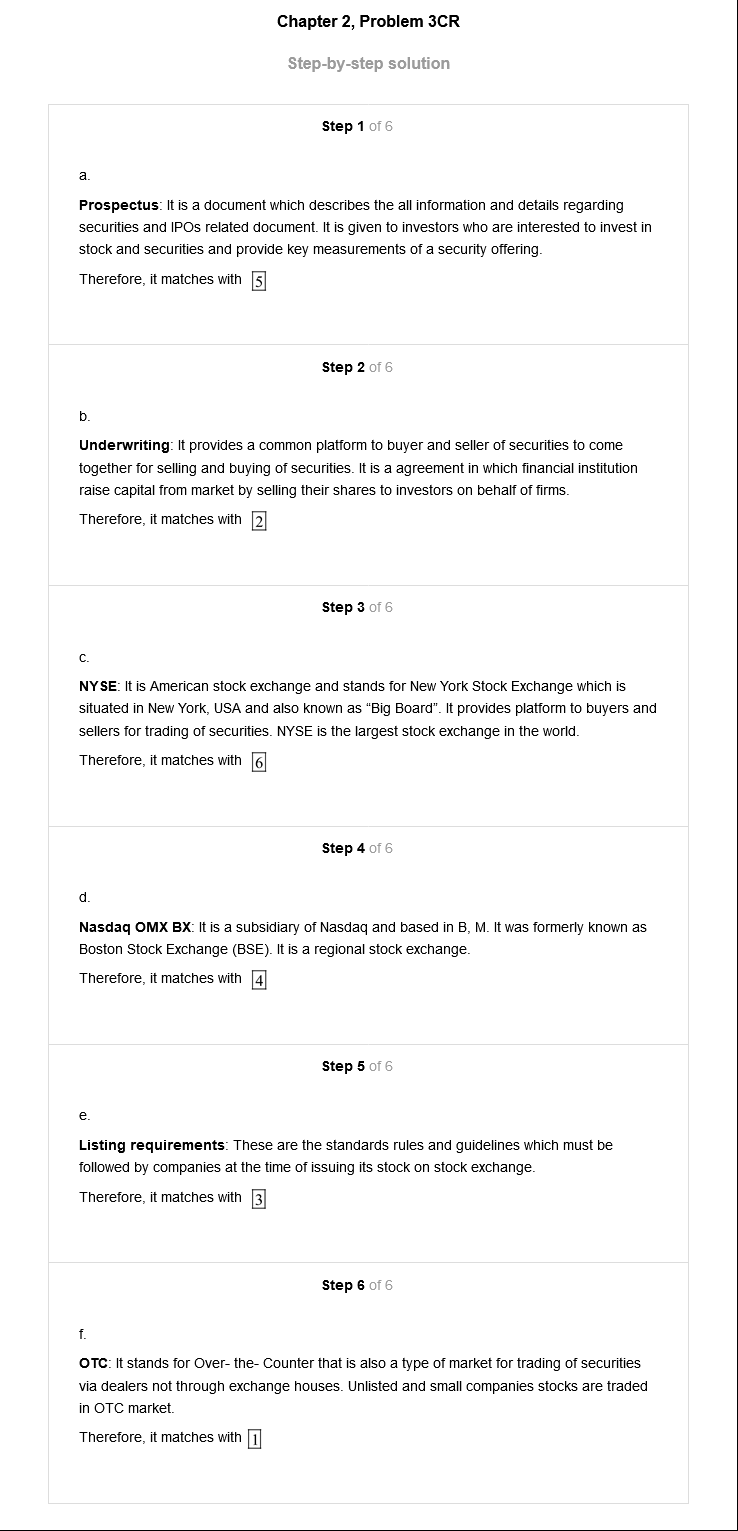 Chapter 2, Problem 3CR
Step-by-step solution
Step 1 of 6
a.
Prospectus: It is a document which describes the all information and details regarding
securities and IPOs related document. It is given to investors who are interested to invest in
stock and securities and provide key measurements of a security offering.
Therefore, it matches with 5
Step 2 of 6
b.
Underwriting: It provides a common platform to buyer and seller of securities to come
together for selling and buying of securities. It is a agreement in which financial institution
raise capital from market by selling their shares to investors on behalf of firms.
Therefore, it matches with 2
Step 3 of 6
c.
NYSE: It is American stock exchange and stands for New York Stock Exchange which is
situated in New York, USA and also known as “Big Board”. It provides platform to buyers and
sellers for trading of securities. NYSE is the largest stock exchange in the world.
Therefore, it matches with 6
Step 4 of 6
d.
Nasdaq OMX BX: It is a subsidiary of Nasdaq and based in B, M. It was formerly known as
Boston Stock Exchange (BSE). It is a regional stock exchange.
Therefore, it matches with 4
Step 5 of 6
e.
Listing requirements: These are the standards rules and guidelines which must be
followed by companies at the time of issuing its stock on stock exchange.
Therefore, it matches with 3
Step 6 of 6
f.
OTC: It stands for Over- the- Counter that is also a type of market for trading of securities
via dealers not through exchange houses. Unlisted and small companies stocks are traded
in OTC market.
Therefore, it matches with 1